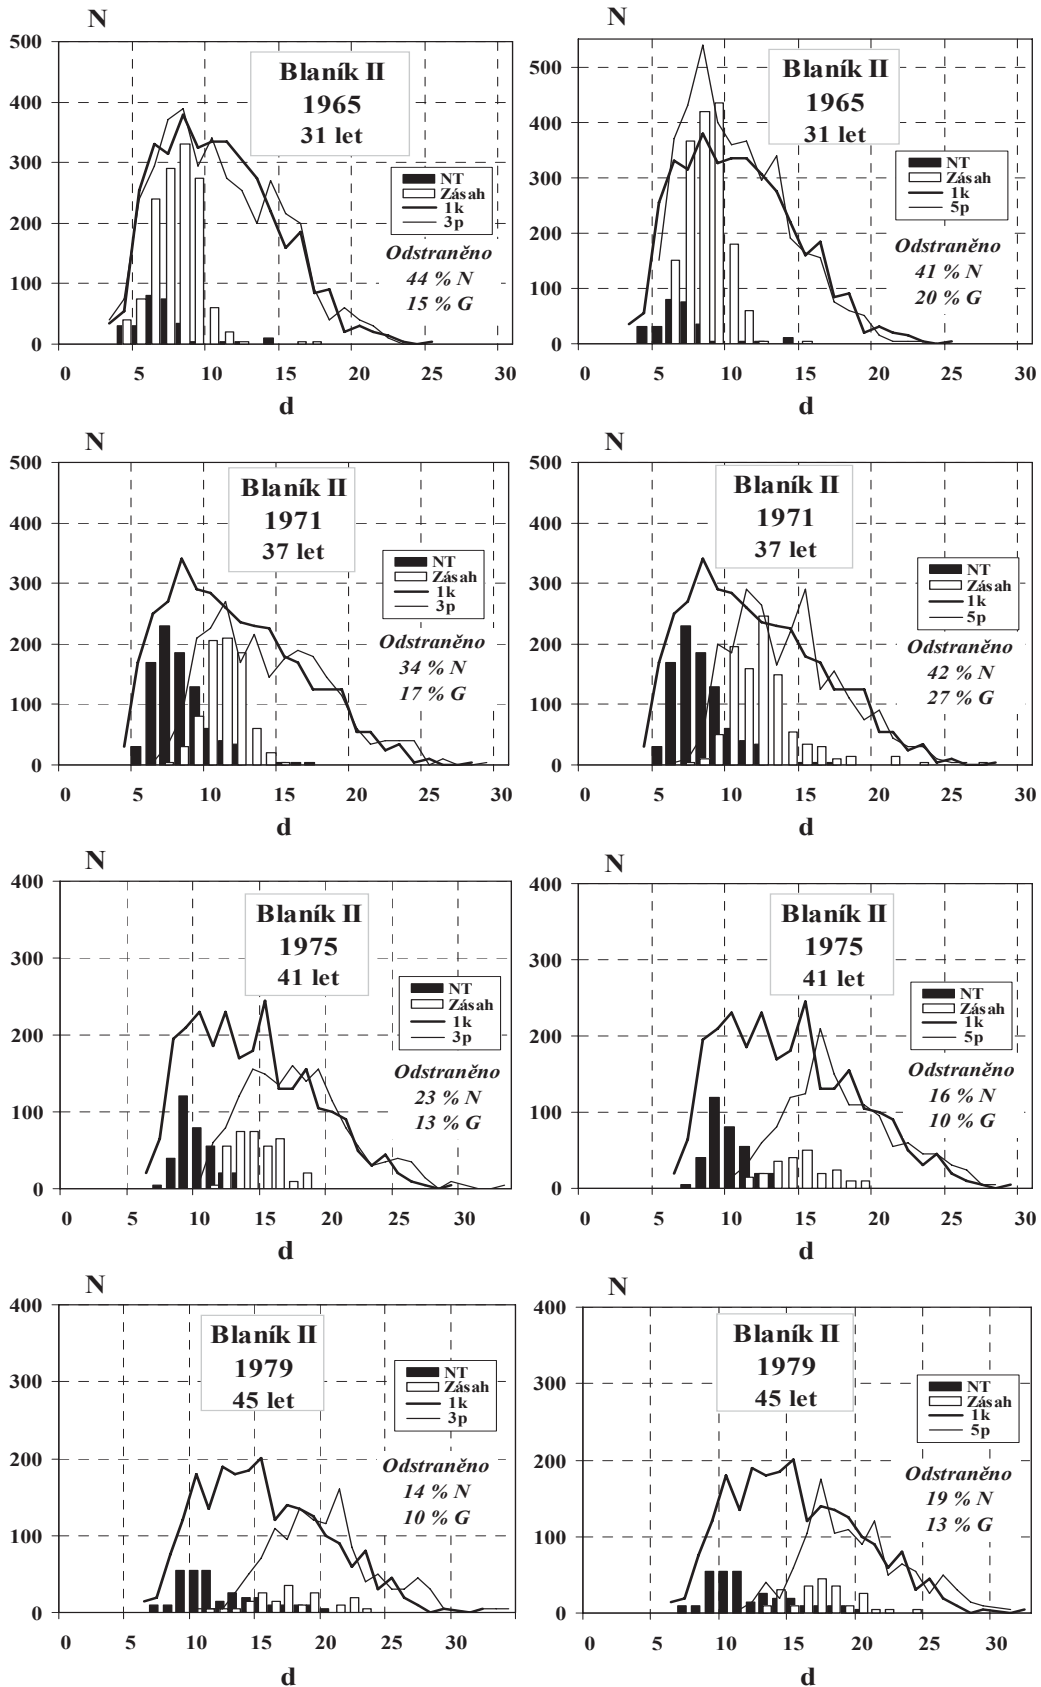 N
500
400
300
200
100
0
0 5 10 15 20 25 30
d
Blaník II
1965
31 let
NT
Zásah
1k
3p
Odstraněno
44 % N
15 % G
N
500
400
300
200
100
0
0 5 10 15 20 25 30
d
Blaník II
1965
31 let
NT
Zásah
1k
5p
Odstraněno
41 % N
20 % G
N
500
400
300
200
100
0
0 5 10 15 20 25 30
d
Blaník II
1971
37 let
NT
Zásah
1k
3p
Odstraněno
34 % N
17 % G
N
500
400
300
200
100
0
0 5 10 15 20 25 30
d
Blaník II
1971
37 let
NT
Zásah
1k
5p
Odstraněno
42 % N
27 % G
N
400
300
200
100
0
0 5 10 15 20 25 30
d
Blaník II
1975
41 let
NT
Zásah
1k
3p
Odstraněno
23 % N
13 % G
N
400
300
200
100
0
0 5 10 15 20 25 30
d
Blaník II
1975
41 let
NT
Zásah
1k
5p
Odstraněno
16 % N
10 % G
N
400
300
200
100
0
0 5 10 15 20 25 30
d
Blaník II
1979
45 let
NT
Zásah
1k
3p
Odstraněno
14 % N
10 % G
N
400
300
200
100
0
0 5 10 15 20 25 30
d
Blaník II
1979
45 let
NT
Zásah
1k
5p
Odstraněno
19 % N
13 % G